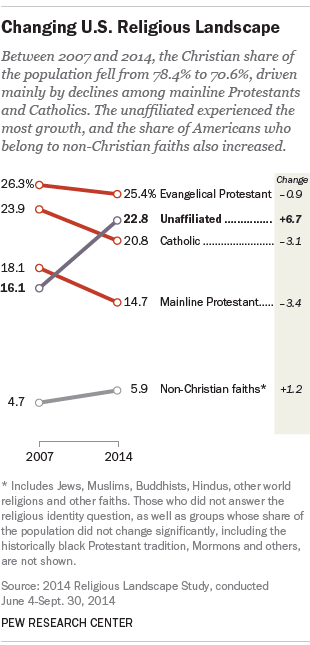 Changing U.S. Religious Landscape
Between 2007 and 2014, the Christian share of
the population fell from 78.4% to 70.6%, driven
mainly by declines among mainline Protestants
and Catholics. The unaffiliated experienced the
most growth, and the share of Americans who
belong to non-Christian faiths also increased.
Change
26.3% 25.4% Evangelical Protestant –0.9
23.9 22.8 Unaffiliated ............... +6.7
20.8 Catholic ........................ –3.1
18.1
16.1 14.7 Mainline Protestant..... –3.4
4.7 5.9 Non-Christian faiths* +1.2
2007 2014
* Includes Jews, Muslims, Buddhists, Hindus, other world
religions and other faiths. Those who did not answer the
religious identity question, as well as groups whose share of
the population did not change significantly, including the
historically black Protestant tradition, Mormons and others,
are not shown.
Source: 2014 Religious Landscape Study, conducted
June 4-Sept. 30, 2014
PEW RESEARCH CENTER